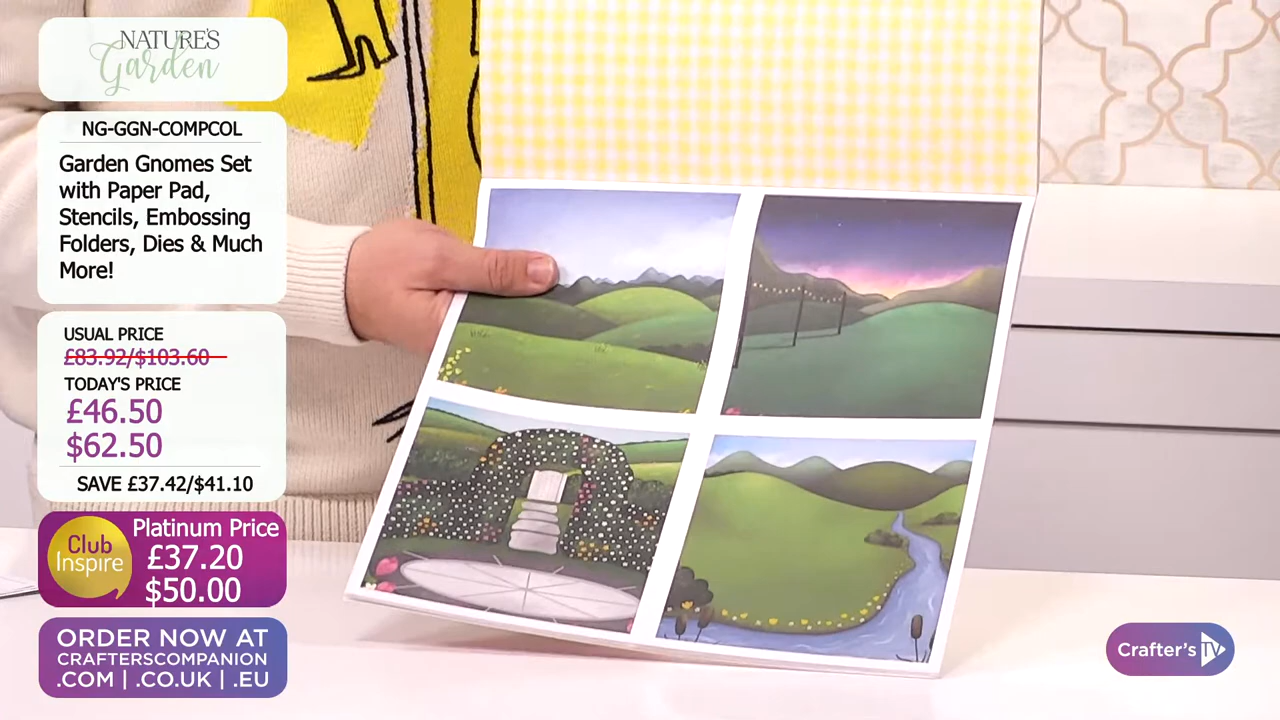 NATURE'S
Garden
NG-GGN-COMPCOL
Garden Gnomes Set
with Paper Pad,
Stencils, Embossing
Folders, Dies & Much
More!
USUAL PRICE
£83.92/$103.60
TODAY'S PRICE
£46.50
$62.50
SAVE £37.42/$41.10
Club
Inspire
Platinum Price
£37.20
$50.00
ORDER NOW AT
CRAFTERSCOMPANION
.COM | .CO.UK | .EU
Crafter's TV